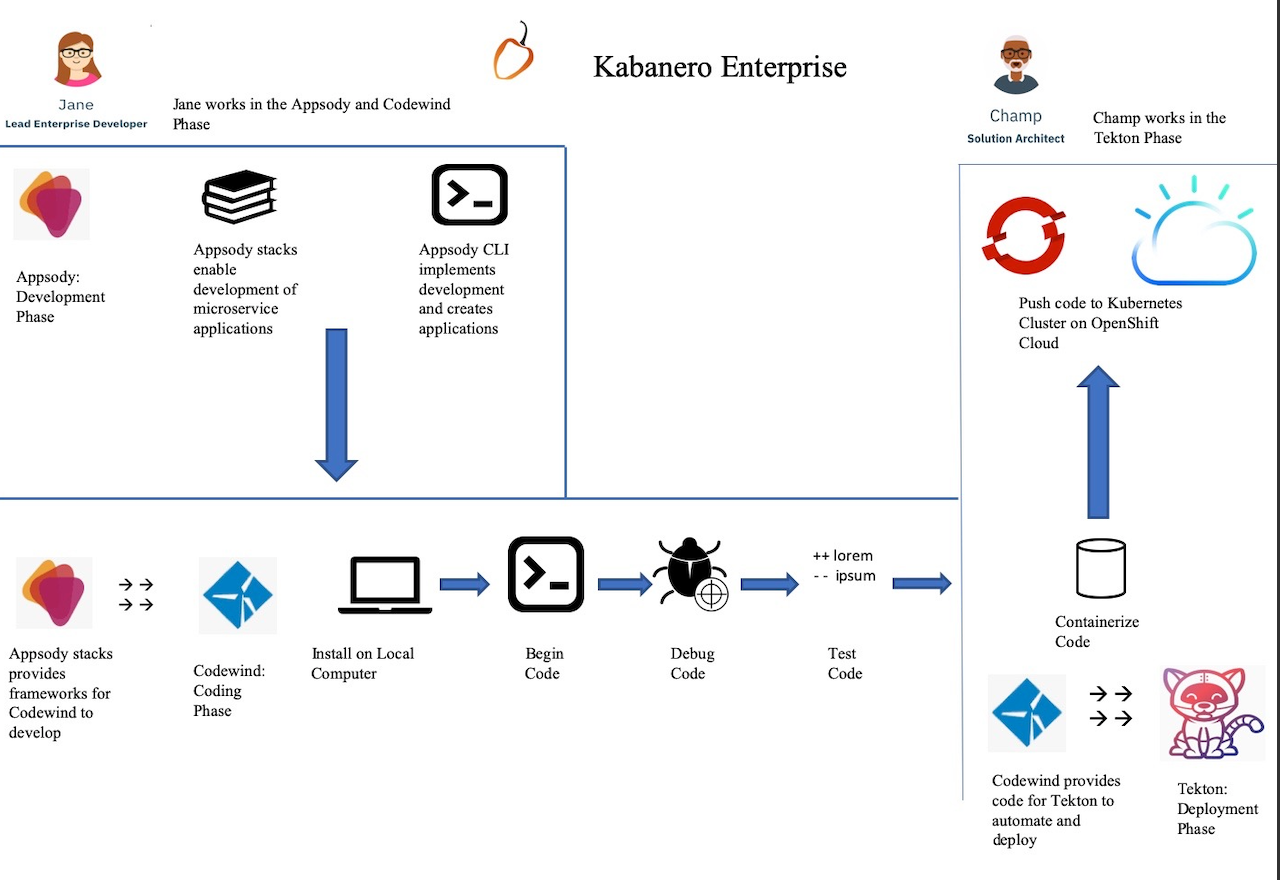 Kabanero Enterprise
Jane
Lead Enterprise Developer
Jane works in the Appsody and Codewind
Phase
Champ
Solution Architect
Champ works in the
Tekton Phase
Appsody:
Development
Phase
Appsody stacks
enable
development of
microservice
applications
Appsody CLI
implements
development
and creates
applications
Push code to Kubernetes
Cluster on OpenShift
Cloud
Appsody stacks
provides
frameworks for
Codewind to
develop
Codewind:
Coding
Phase
Install on Local
Computer
Begin
Code
Debug
Code
++ lorem
-- ipsum
Test
Code
Containerize
Code
Codewind provides
code for Tekton to
automate and
deploy
Tekton:
Deployment
Phase